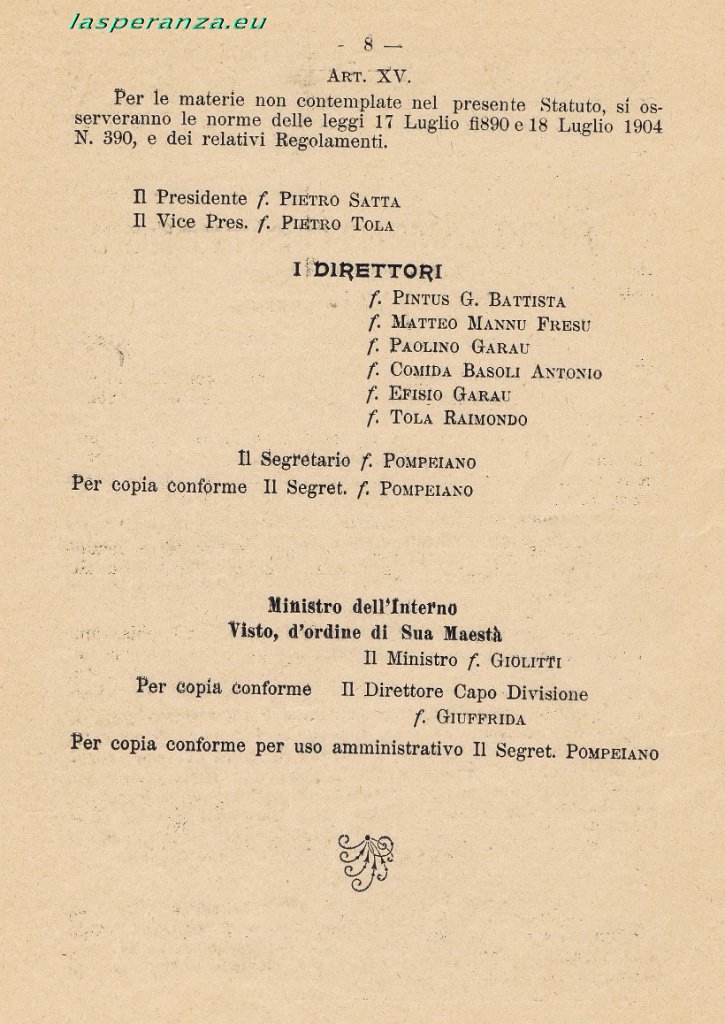 lasperanza.eu
- 8 —
ART. XV.
Per le materie non contemplate nel presente Statuto, si os-
serveranno le norme delle leggi 17 Luglio fi890 e 18 Luglio 1904
N. 390, e dei relativi Regolamenti.
Il Presidente f. PIETRO SATTA
Il Vice Pres. f. PIETRO TOLA
I DIRETTORI
f. PINTUS G. BATTISTA
f. MATTEO MANNU FRESU
f. PAOLINO GARAU
f. COMIDA BASOLI ANTONIO
f. EFISIO GARAU
f. TOLA RAIMONDO
Il Segretario f. POMPEIANO
Per copia conforme Il Segret. f. POMPEIANO
Ministro dell'Interno
Visto, d'ordine di Sua Maestà
Il Ministro f. GIOLITTI
Per copia conforme Il Direttore Capo Divisione
f. GIUFFRIDA
Per copia conforme per uso amministrativo Il Segret. POMPEIANO